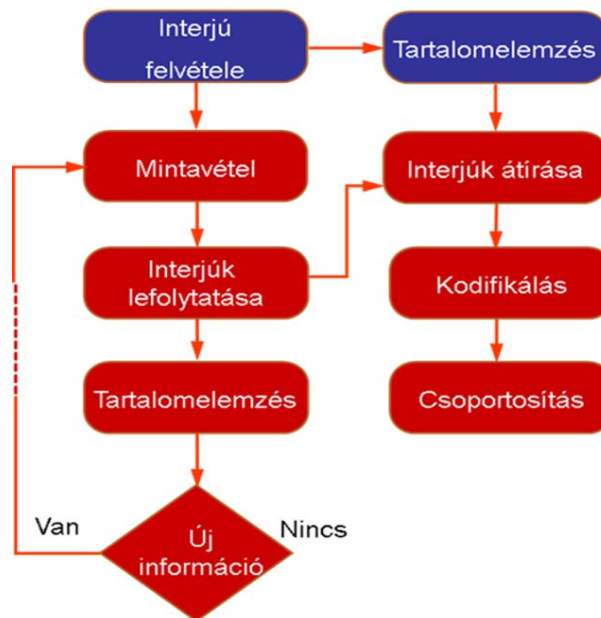 Interjú
felvétele
Tartalomelemzés
Mintavétel
Interjúk átírása
Interjúk
lefolytatása
Kodifikálás
Tartalomelemzés
Csoportosítás
Van
Új
információ
Nincs